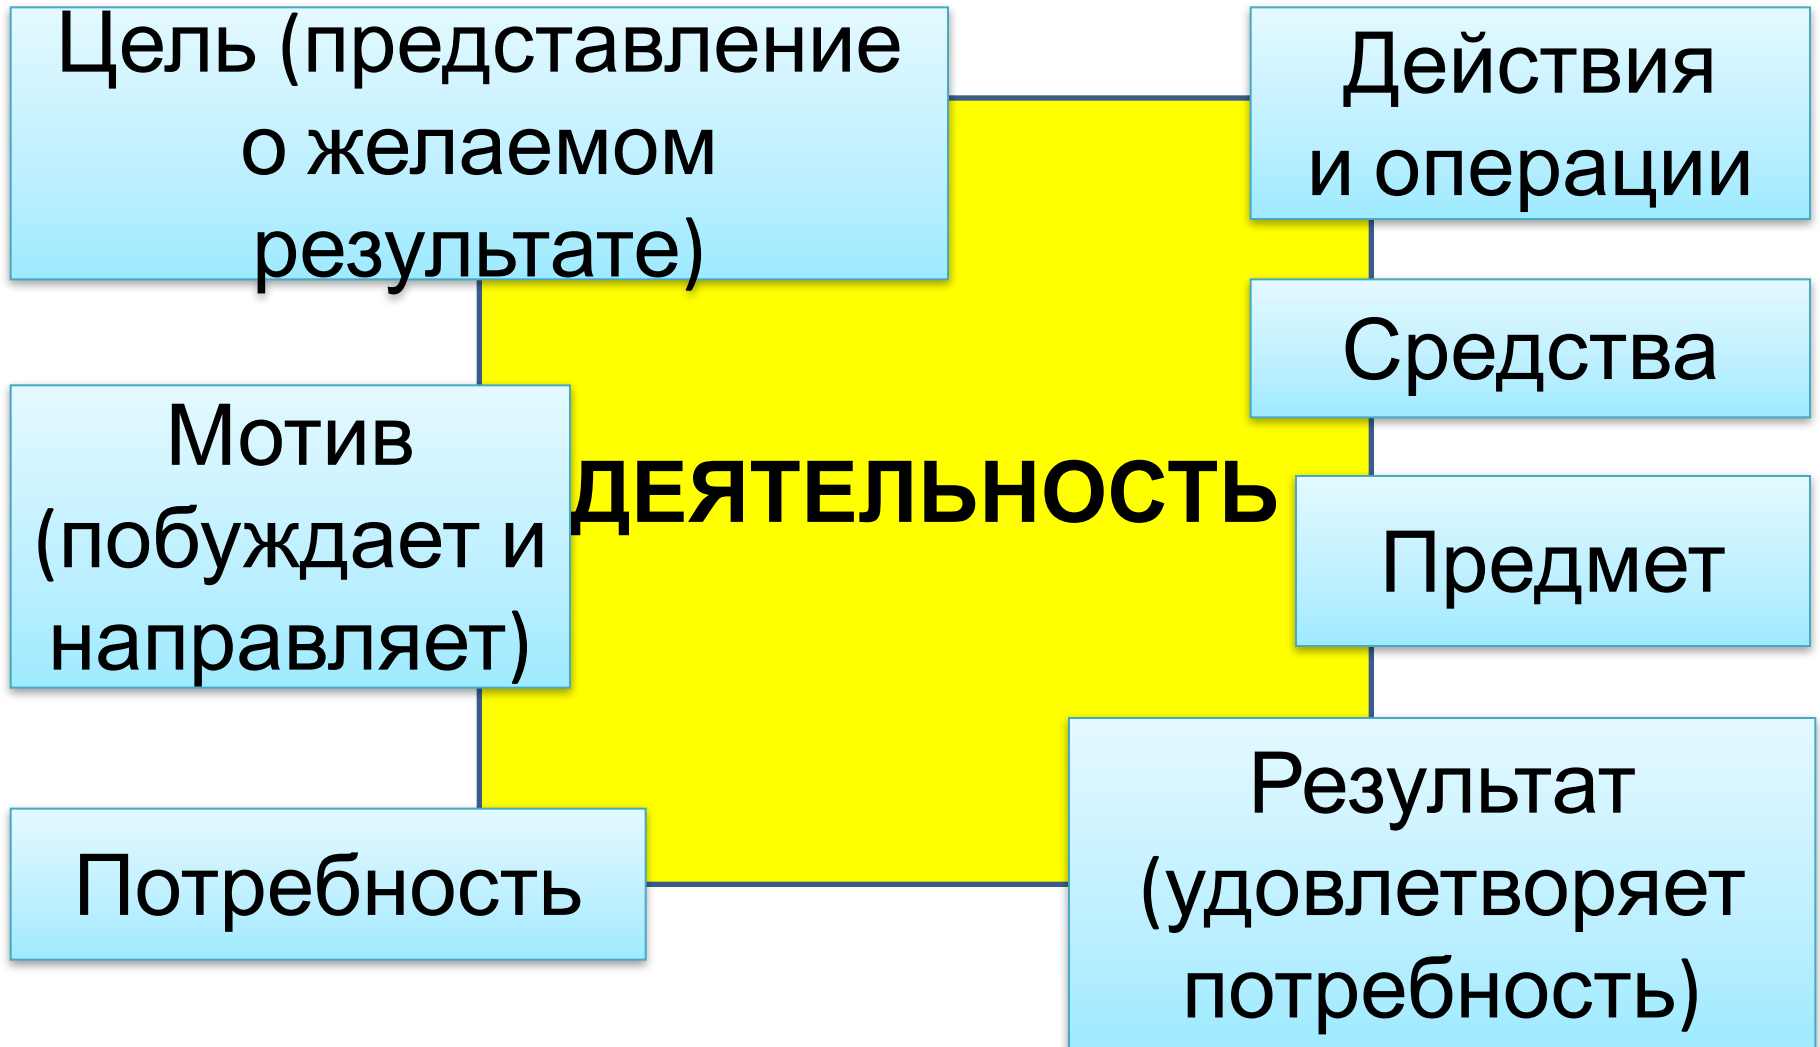 Цель (представление
о желаемом
результате)
Мотив
(побуждает и
направляет)
Потребность
ДЕЯТЕЛЬНОСТЬ
Действия
и операции
Средства
Предмет
Результат
(удовлетворяет
потребность)